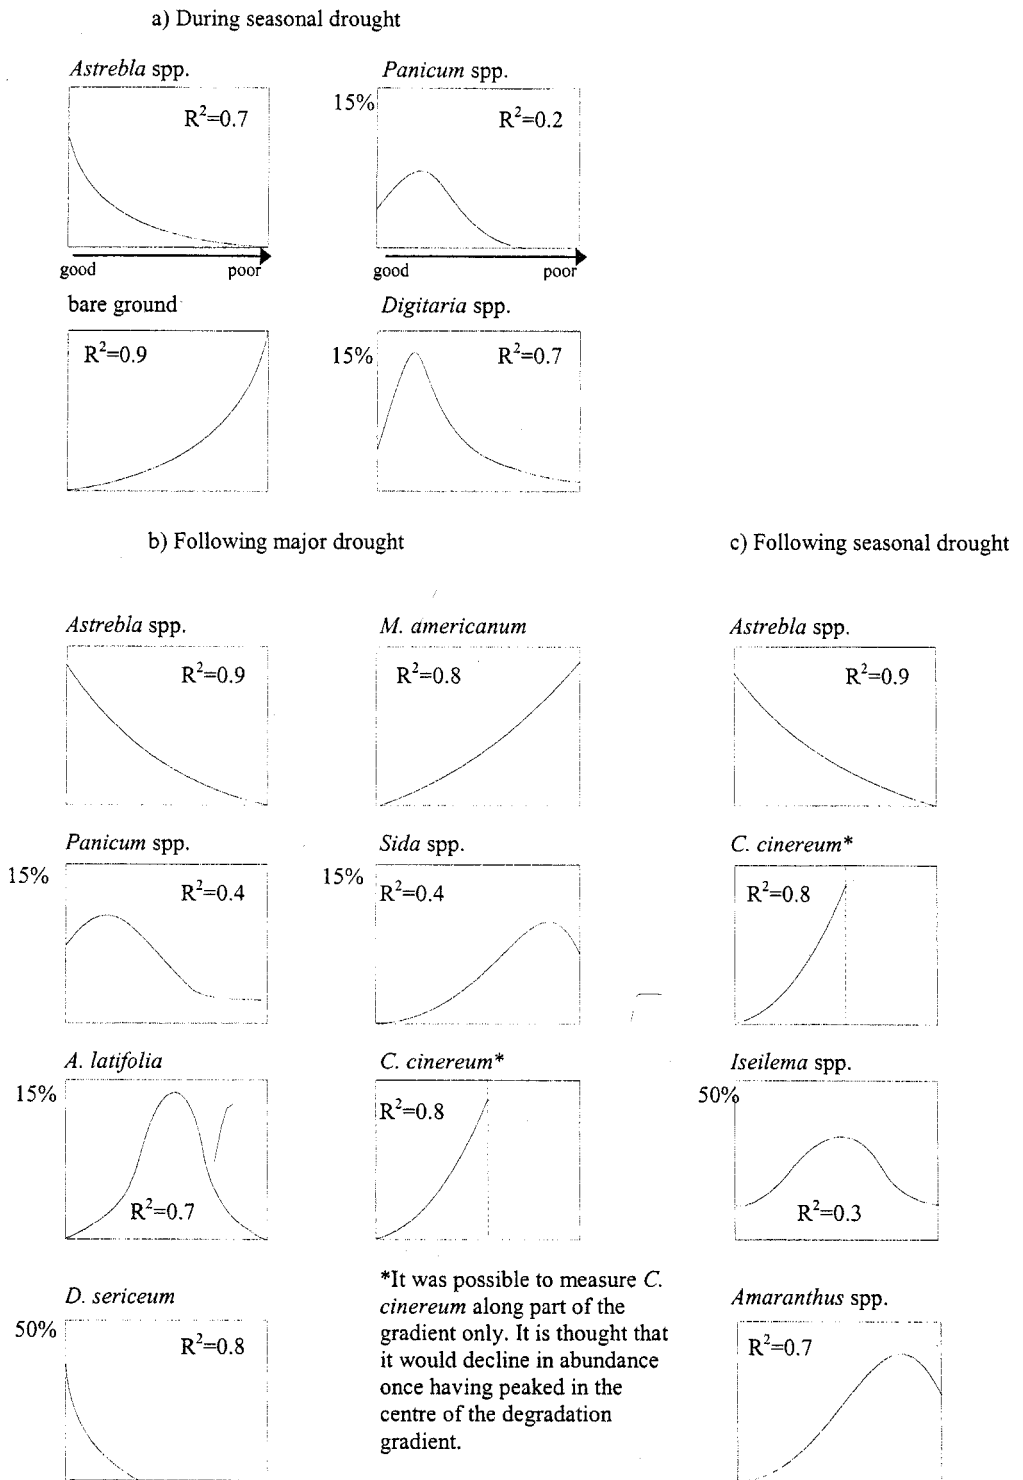 a) During seasonal drought
Astrebla spp.
R²=0.7
good
poor
Panicum spp.
15%
R²=0.2
good
poor
bare ground
R²=0.9
Digitaria spp.
15%
R²=0.7
b) Following major drought
Astrebla spp.
R²=0.9
M. americanum
R²=0.8
Panicum spp.
15%
R²=0.4
Sida spp.
15%
R²=0.4
A. latifolia
15%
R²=0.7
C. cinereum*
R²=0.8
D. sericeum
50%
R²=0.8
*It was possible to measure C.
cinereum along part of the
gradient only. It is thought that
it would decline in abundance
once having peaked in the
centre of the degradation
gradient.
c) Following seasonal drought
Astrebla spp.
R²=0.9
C. cinereum*
R²=0.8
Iseilema spp.
50%
R²=0.3
Amaranthus spp.
R²=0.7